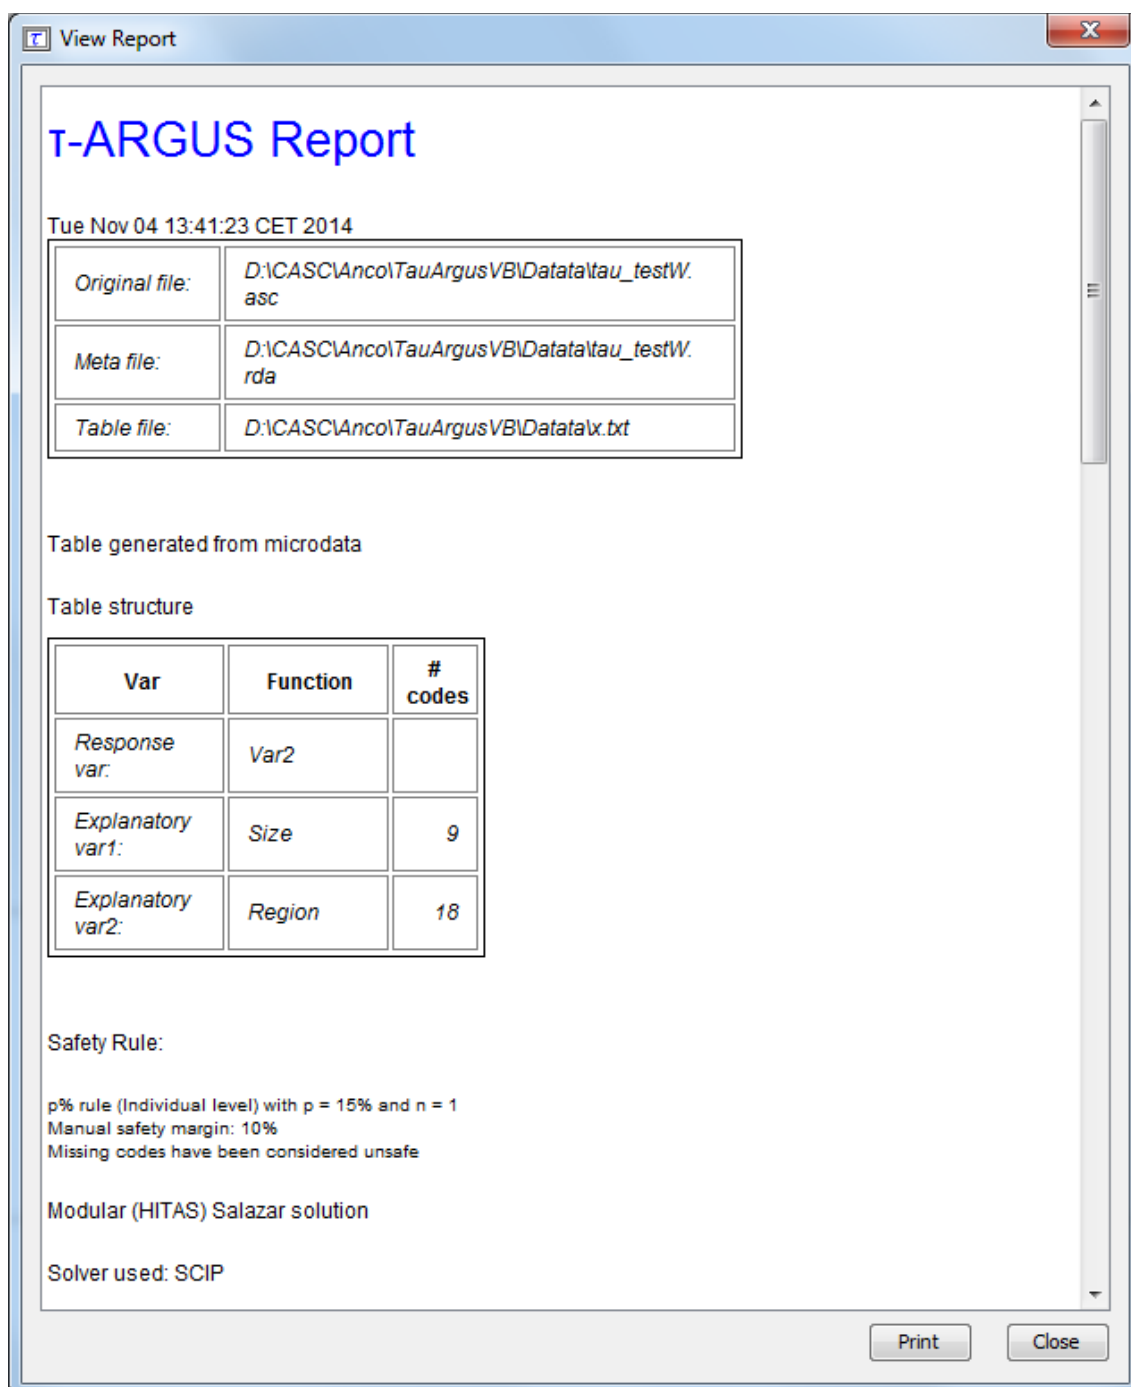 τ View Report
τ-ARGUS Report
Tue Nov 04 13:41:23 CET 2014
Original file: D:\CASC\Anco\TauArgusVB\Datata\tau_testW.
asc
Meta file: D:\CASC\Anco\TauArgusVB\Datata\tau_testW.
rda
Table file: D:\CASC\Anco\TauArgusVB\Datata\x.txt
Table generated from microdata
Table structure
Var Function #
codes
Response
var: Var2
Explanatory
var1: Size 9
Explanatory
var2: Region 18
Safety Rule:
p% rule (Individual level) with p = 15% and n = 1
Manual safety margin: 10%
Missing codes have been considered unsafe
Modular (HITAS) Salazar solution
Solver used: SCIP
Print Close